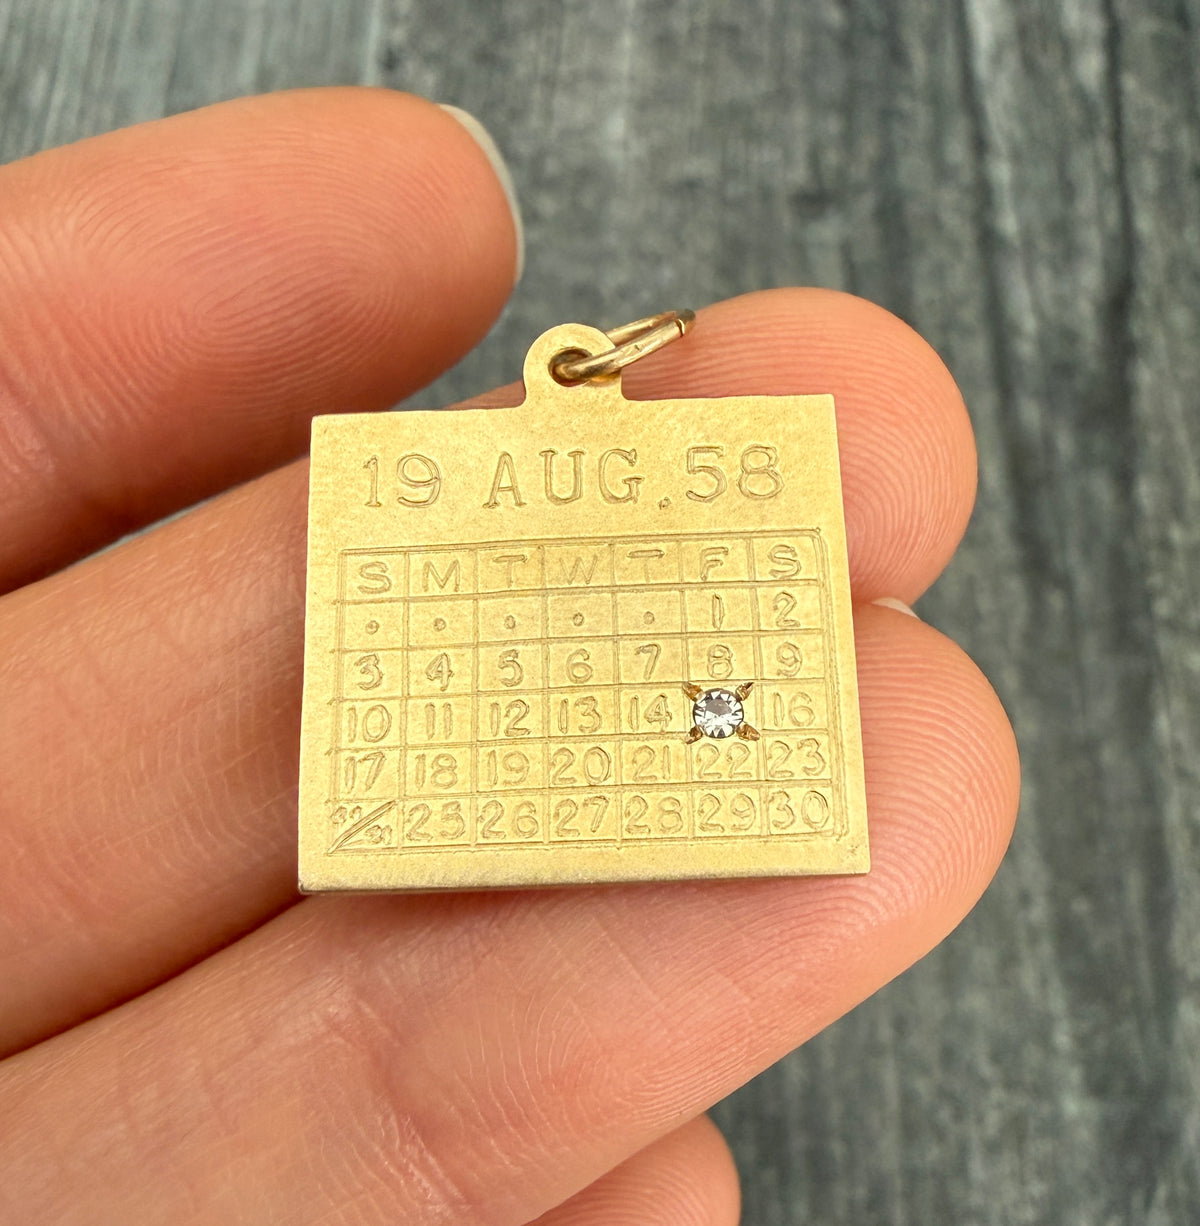 19 AUG. 58
S M T W T F S
. . . . . 1 2
3 4 5 6 7 8 9
10 11 12 13 14 16
17 18 19 20 21 22 23
24/31 25 26 27 28 29 30